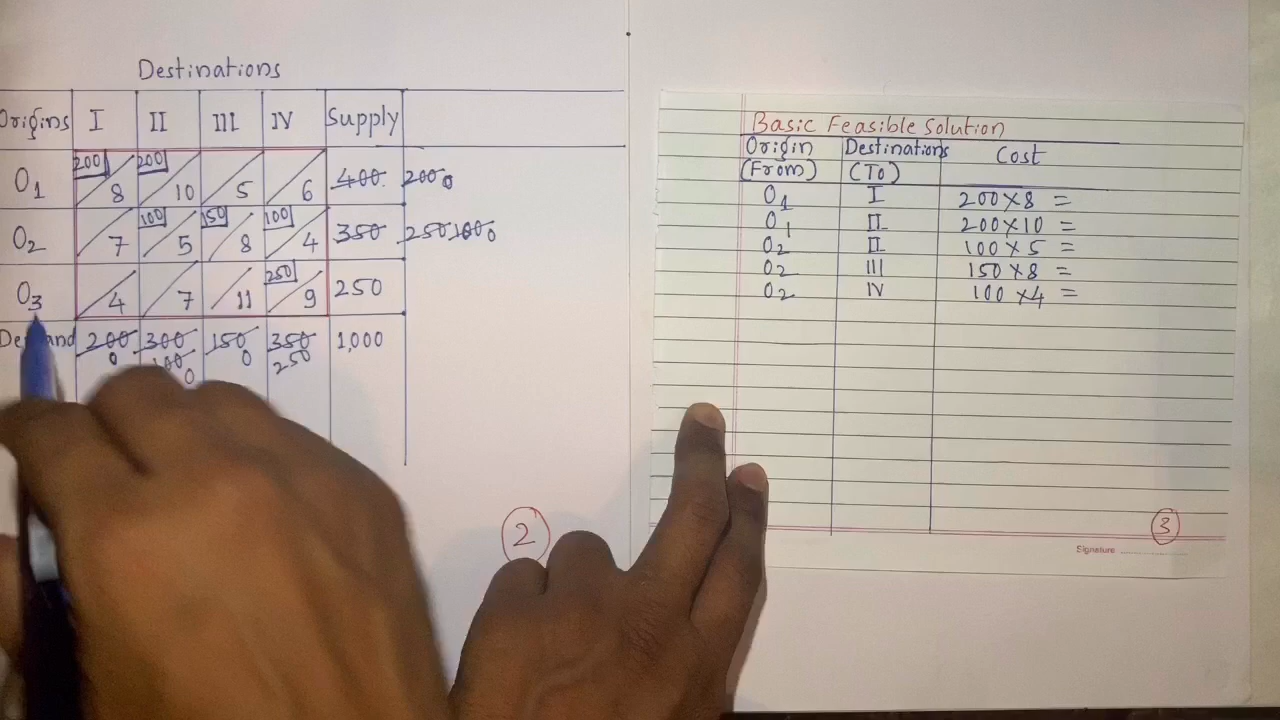 Destinations
Origins I II III IV Supply
O1 200 8 200 10 5 6 400 200 0
O2 7 100 5 150 8 100 4 350 250 100 0
O3 4 7 11 250 9 250
200 300 150 350 1,000
0 100 0 250
0
2
Basic Feasible Solution
Origin Destinations Cost
(From) (To)
O1 I 200 × 8 =
O1 II 200 × 10 =
O2 II 100 × 5 =
O2 III 150 × 8 =
O2 IV 100 × 4 =
3
Signature